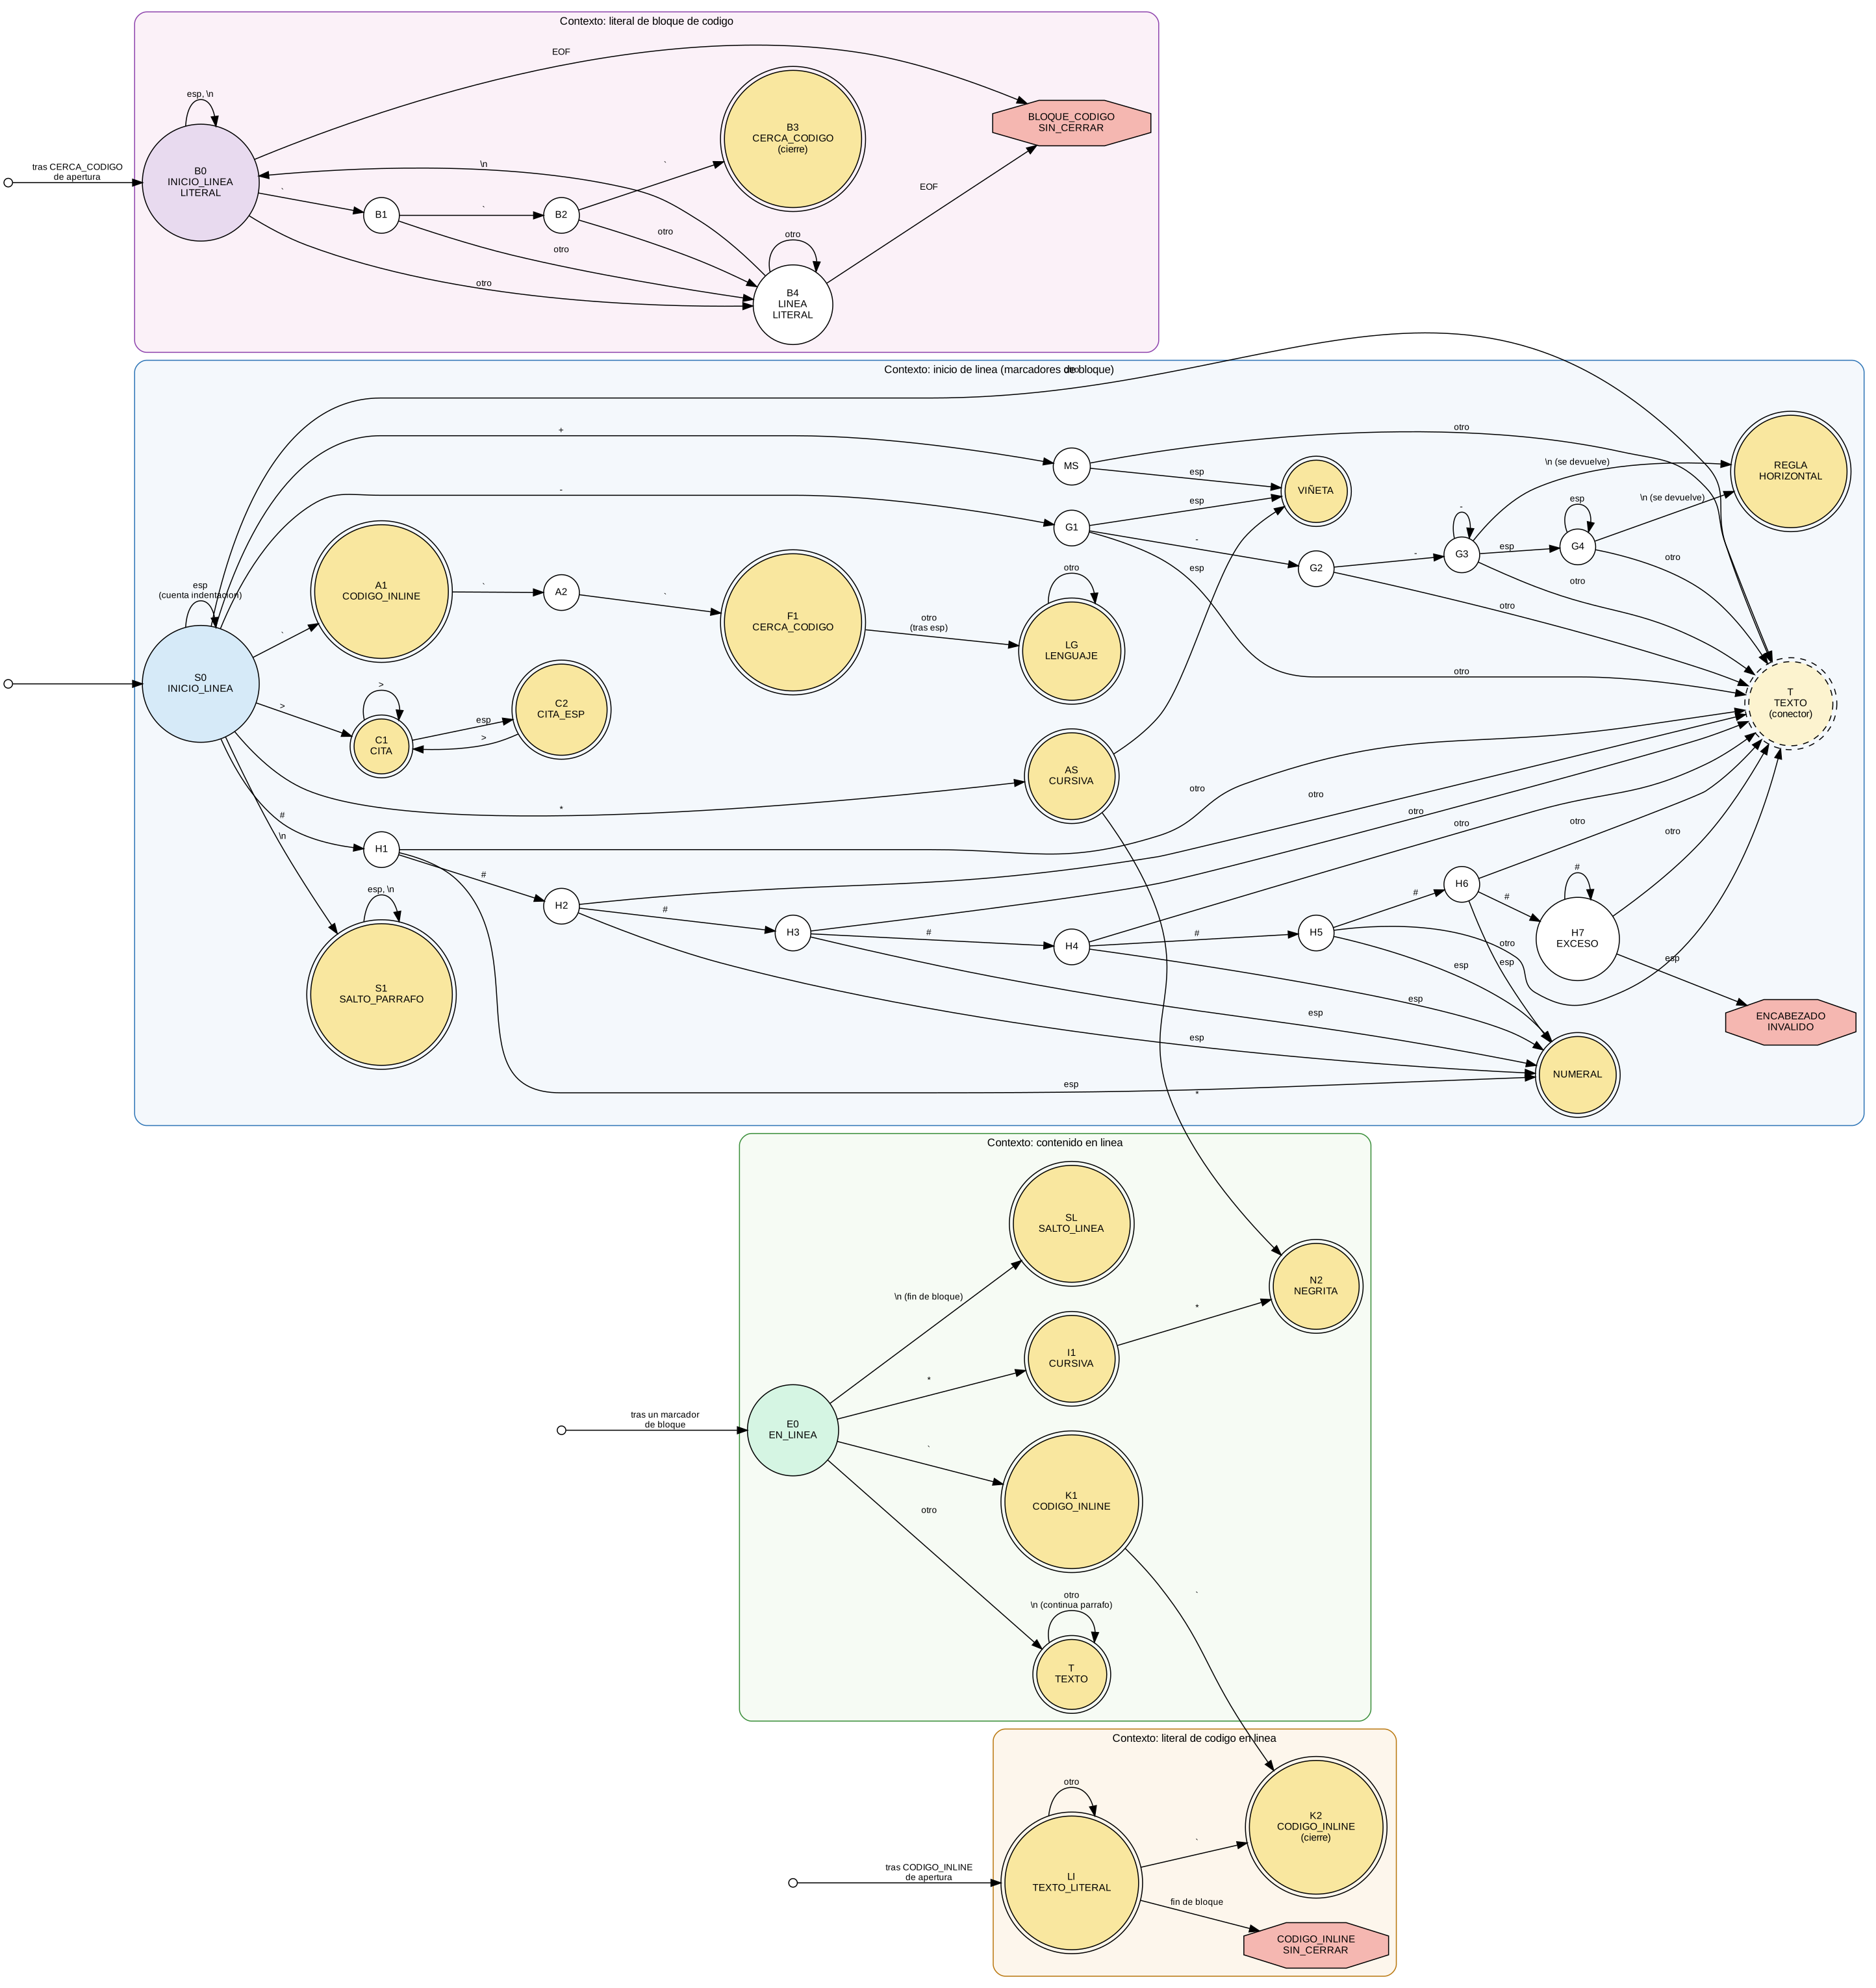 Contexto: literal de bloque de codigo
EOF
esp, \n
B3
CERCA_CODIGO
(cierre)
BLOQUE_CODIGO
SIN_CERRAR
tras CERCA_CODIGO
de apertura
B0
INICIO_LINEA
LITERAL
\n
`
`
EOF
B1
`
B2
otro
otro
otro
otro
B4
LINEA
LITERAL
Contexto: inicio de linea (marcadores de bloque)
otro
+
MS
otro
esp
\n (se devuelve)
REGLA
HORIZONTAL
-
G1
esp
VIÑETA
-
esp
\n (se devuelve)
-
G2
-
G3
esp
G4
otro
otro
otro
otro
esp
esp
(cuenta indentacion)
`
A1
CODIGO_INLINE
`
A2
`
F1
CERCA_CODIGO
otro
(tras esp)
otro
LG
LENGUAJE
S0
INICIO_LINEA
>
>
C1
CITA
esp
>
C2
CITA_ESP
T
TEXTO
(conector)
*
AS
CURSIVA
#
\n
H1
otro
otro
otro
otro
otro
otro
#
H2
#
H3
#
H4
#
H5
#
H6
#
#
H7
EXCESO
otro
esp
esp
esp
esp
esp
esp
esp
esp, \n
S1
SALTO_PARRAFO
ENCABEZADO
INVALIDO
NUMERAL
*
Contexto: contenido en linea
SL
SALTO_LINEA
\n (fin de bloque)
N2
NEGRITA
*
I1
CURSIVA
*
tras un marcador
de bloque
E0
EN_LINEA
`
K1
CODIGO_INLINE
otro
`
otro
\n (continua parrafo)
T
TEXTO
Contexto: literal de codigo en linea
otro
K2
CODIGO_INLINE
(cierre)
`
tras CODIGO_INLINE
de apertura
LI
TEXTO_LITERAL
fin de bloque
CODIGO_INLINE
SIN_CERRAR